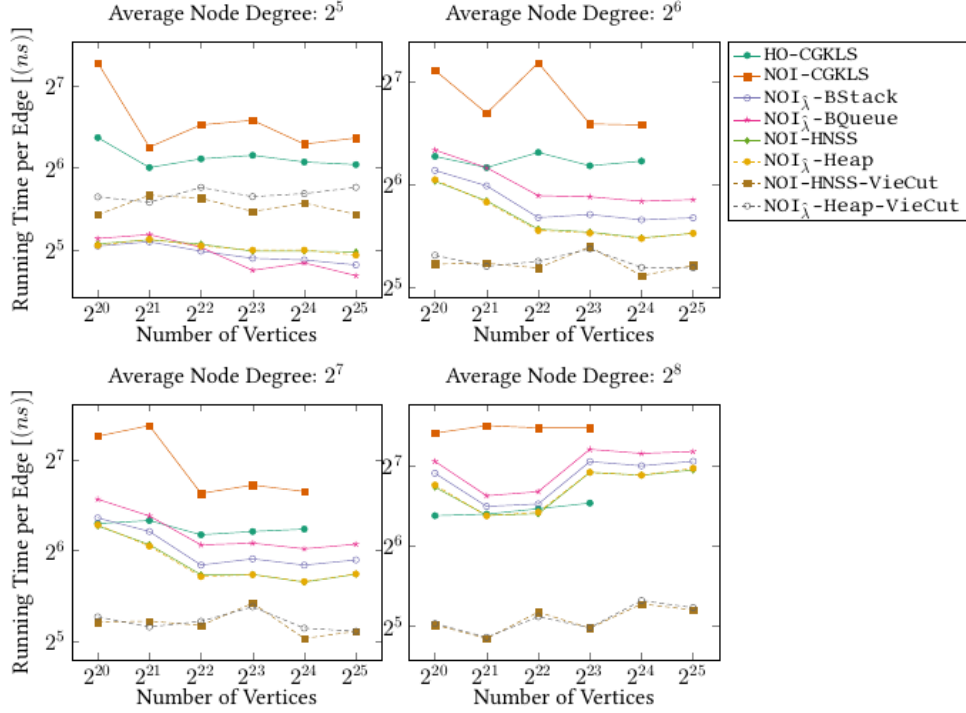 Average Node Degree: 2^5
Average Node Degree: 2^6
Running Time per Edge [(ns)]
2^7
2^6
2^5
2^20 2^21 2^22 2^23 2^24 2^25
Number of Vertices
2^7
2^6
2^5
2^20 2^21 2^22 2^23 2^24 2^25
Number of Vertices
HO-CGKLS
NOI-CGKLS
NOI_λ̂-BStack
NOI_λ̂-BQueue
NOI-HNSS
NOI_λ̂-Heap
NOI-HNSS-VieCut
NOI_λ̂-Heap-VieCut
Average Node Degree: 2^7
Average Node Degree: 2^8
Running Time per Edge [(ns)]
2^7
2^6
2^5
2^20 2^21 2^22 2^23 2^24 2^25
Number of Vertices
2^7
2^6
2^5
2^20 2^21 2^22 2^23 2^24 2^25
Number of Vertices